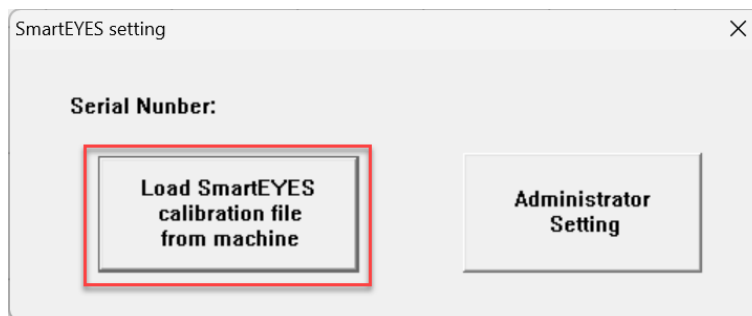 SmartEYES setting
Serial Nunber:
Load SmartEYES
calibration file
from machine
Administrator
Setting